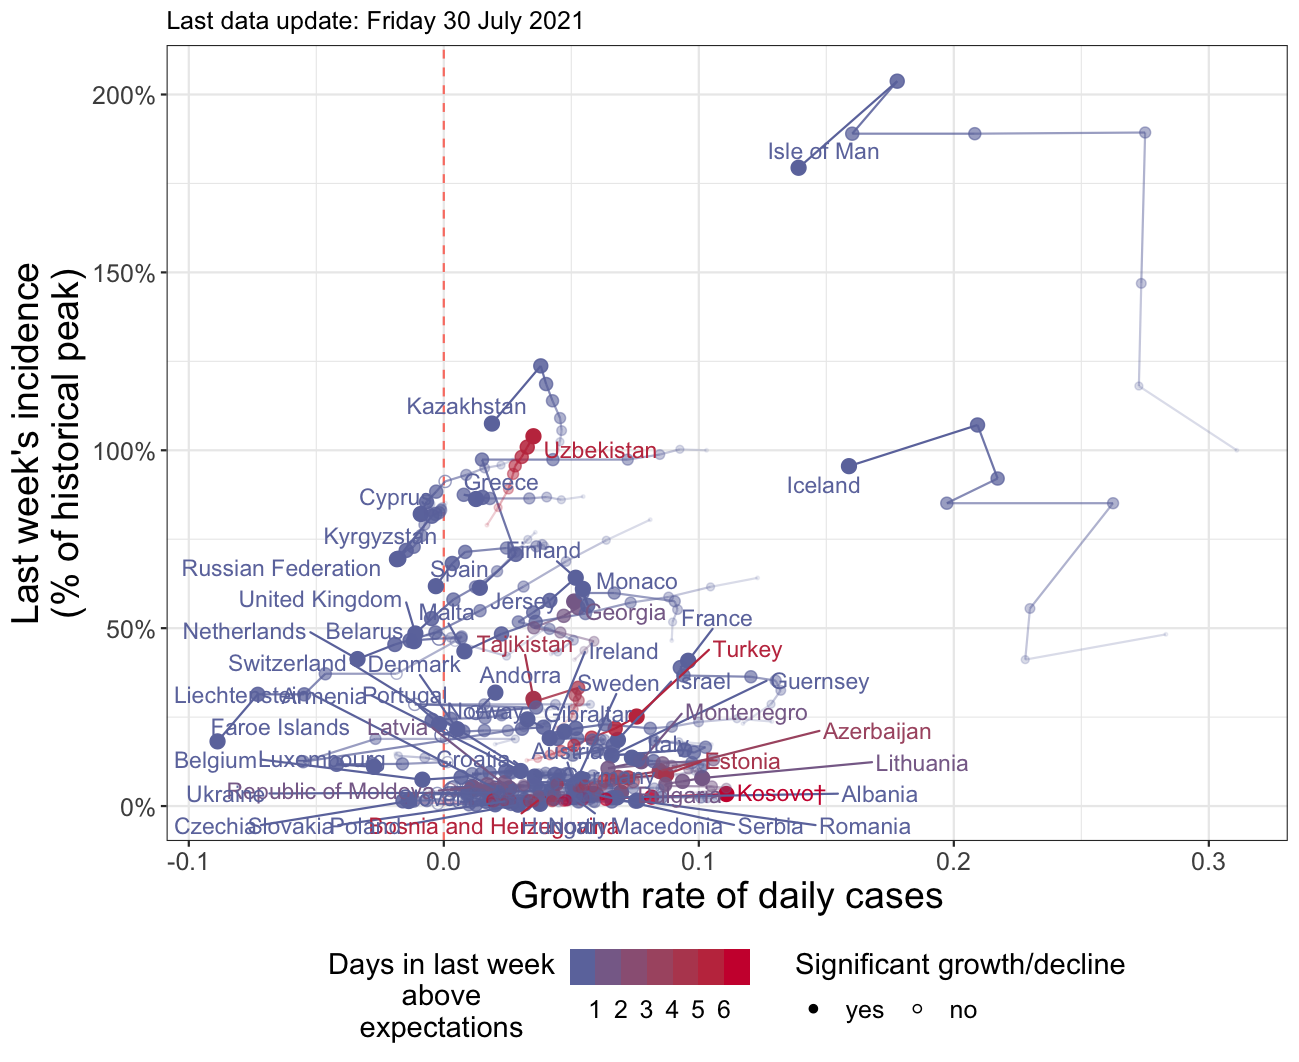 Last data update: Friday 30 July 2021
Last week's incidence
(% of historical peak)
200%
150%
100%
50%
0%
Isle of Man
Kazakhstan
Uzbekistan
Greece
Iceland
Cyprus
Kyrgyzstan
Finland
Russian Federation
Spain
Monaco
United Kingdom
Jersey
Malta
Georgia
France
Netherlands
Belarus
Tajikistan
Ireland
Turkey
Switzerland
Denmark
Andorra
Sweden
Israel
Guernsey
Liechtenstein
Armenia
Portugal
Norway
Gibraltar
Montenegro
Faroe Islands
Latvia
Azerbaijan
Austria
Italy
Belgium
Luxembourg
Croatia
Estonia
Lithuania
Ukraine
Republic of Moldova
Kosovo†
Albania
Czechia
Slovakia
Poland
Bosnia and Herzegovina
Macedonia
Serbia
Romania
-0.1
0.0
0.1
0.2
0.3
Growth rate of daily cases
Days in last week
above
expectations
1 2 3 4 5 6
Significant growth/decline
yes
no